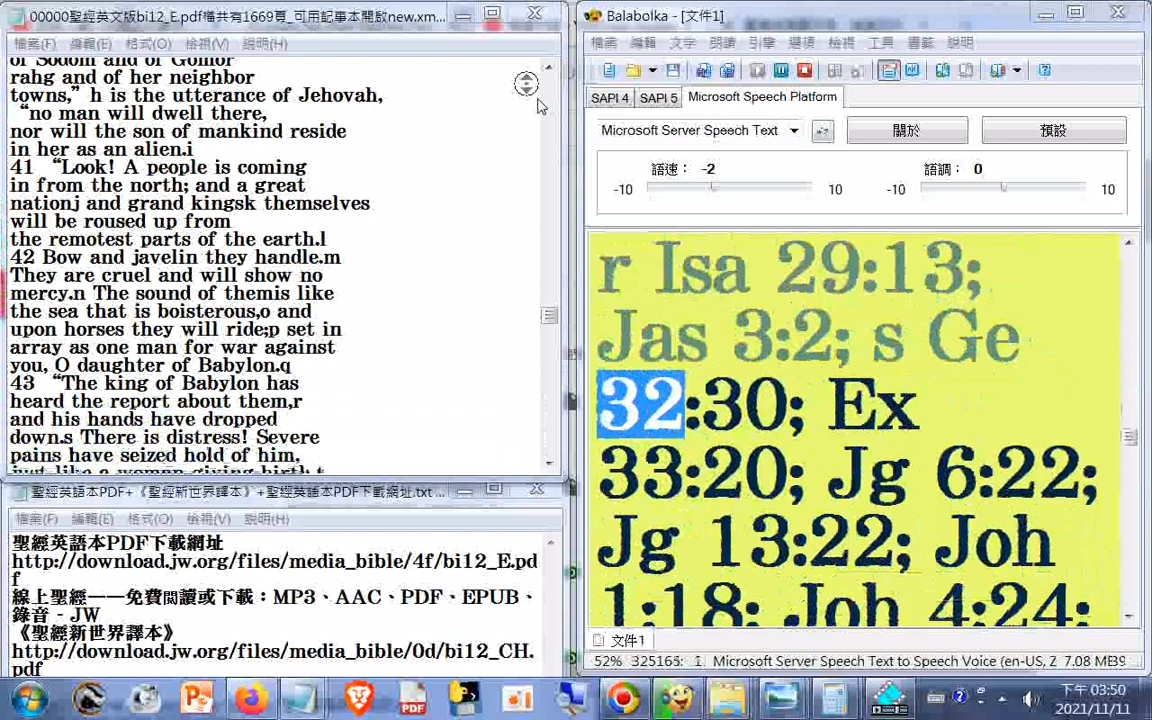 00000聖經英文版bi12_E.pdf檔共有1669頁_可用記事本開啟new.xm...
檔案(F) 編輯(E) 格式(O) 檢視(V) 說明(H)
of Sodom and of Gomor
rahg and of her neighbor
towns,” h is the utterance of Jehovah,
“no man will dwell there,
nor will the son of mankind reside
in her as an alien.i
41 “Look! A people is coming
in from the north; and a great
nationj and grand kingsk themselves
will be roused up from
the remotest parts of the earth.l
42 Bow and javelin they handle.m
They are cruel and will show no
mercy.n The sound of themis like
the sea that is boisterous,o and
upon horses they will ride;p set in
array as one man for war against
you, O daughter of Babylon.q
43 “The king of Babylon has
heard the report about them,r
and his hands have dropped
down.s There is distress! Severe
pains have seized hold of him,
just like a woman giving birth.t
聖經英語本PDF+《聖經新世界譯本》+聖經英語本PDF下載網址.txt ...
檔案(F) 編輯(E) 格式(O) 檢視(V) 說明(H)
聖經英語本PDF下載網址
http://download.jw.org/files/media_bible/4f/bi12_E.pd
f
線上聖經——免費閱讀或下載：MP3、AAC、PDF、EPUB、
錄音 - JW
《聖經新世界譯本》
http://download.jw.org/files/media_bible/0d/bi12_CH.
pdf
Balabolka - [文件1]
檔案 編輯 文字 朗讀 引擎 選項 檢視 工具 書籤 說明
SAPI 4 SAPI 5 Microsoft Speech Platform
Microsoft Server Speech Text 關於 預設
語速： -2 語調： 0
-10 10 -10 10
r Isa 29:13;
Jas 3:2; s Ge
32:30; Ex
33:20; Jg 6:22;
Jg 13:22; Joh
1:18; Joh 4:24;
文件1
52% 325165: 1. Microsoft Server Speech Text to Speech Voice (en-US, Z 7.08 MB
下午 03:50
2021/11/11